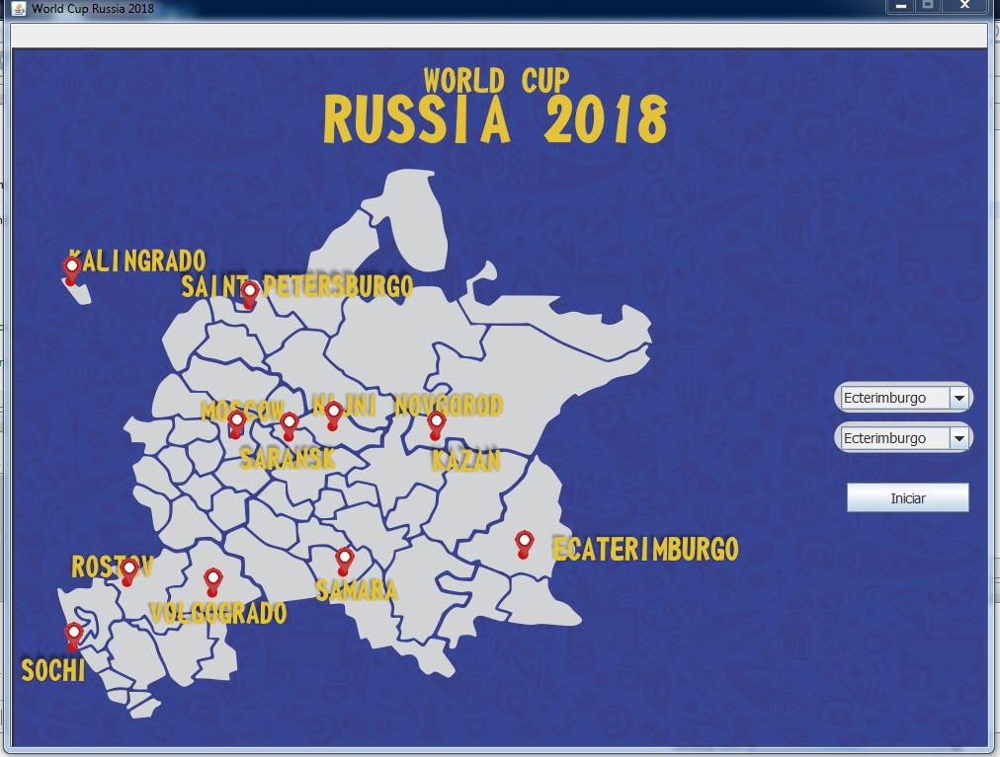 World Cup Russia 2018
WORLD CUP
RUSSIA 2018
KALINGRADO
SAINT PETERSBURGO
MOSCOW
NIJNI NOVGOROD
SARANSK
KAZAN
Ecterimburgo
Ecterimburgo
Iniciar
ROSTOV
ECATERIMBURGO
SAMARA
VOLGOGRADO
SOCHI